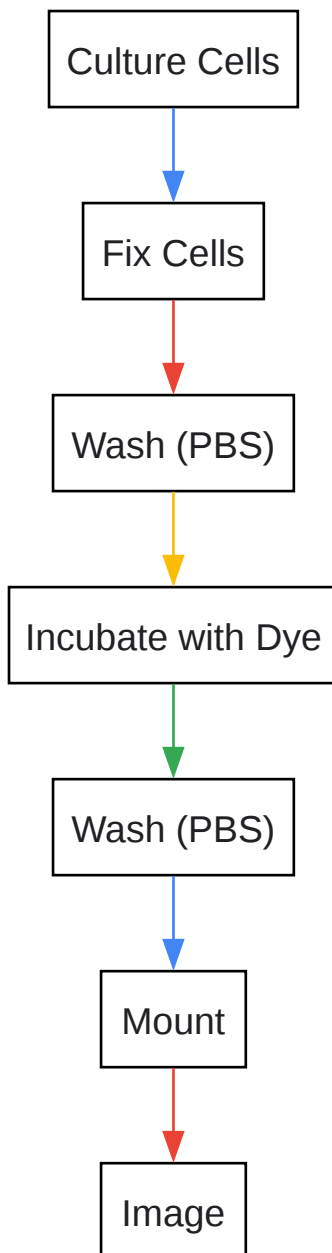 Culture Cells
Fix Cells
Wash (PBS)
Incubate with Dye
Wash (PBS)
Mount
Image